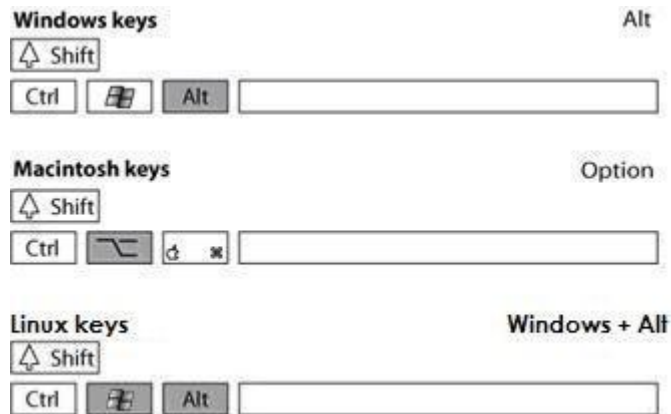 Windows keys Alt
Shift
Ctrl Alt
Macintosh keys Option
Shift
Ctrl ⌥ ⌘
Linux keys Windows + Alt
Shift
Ctrl Alt